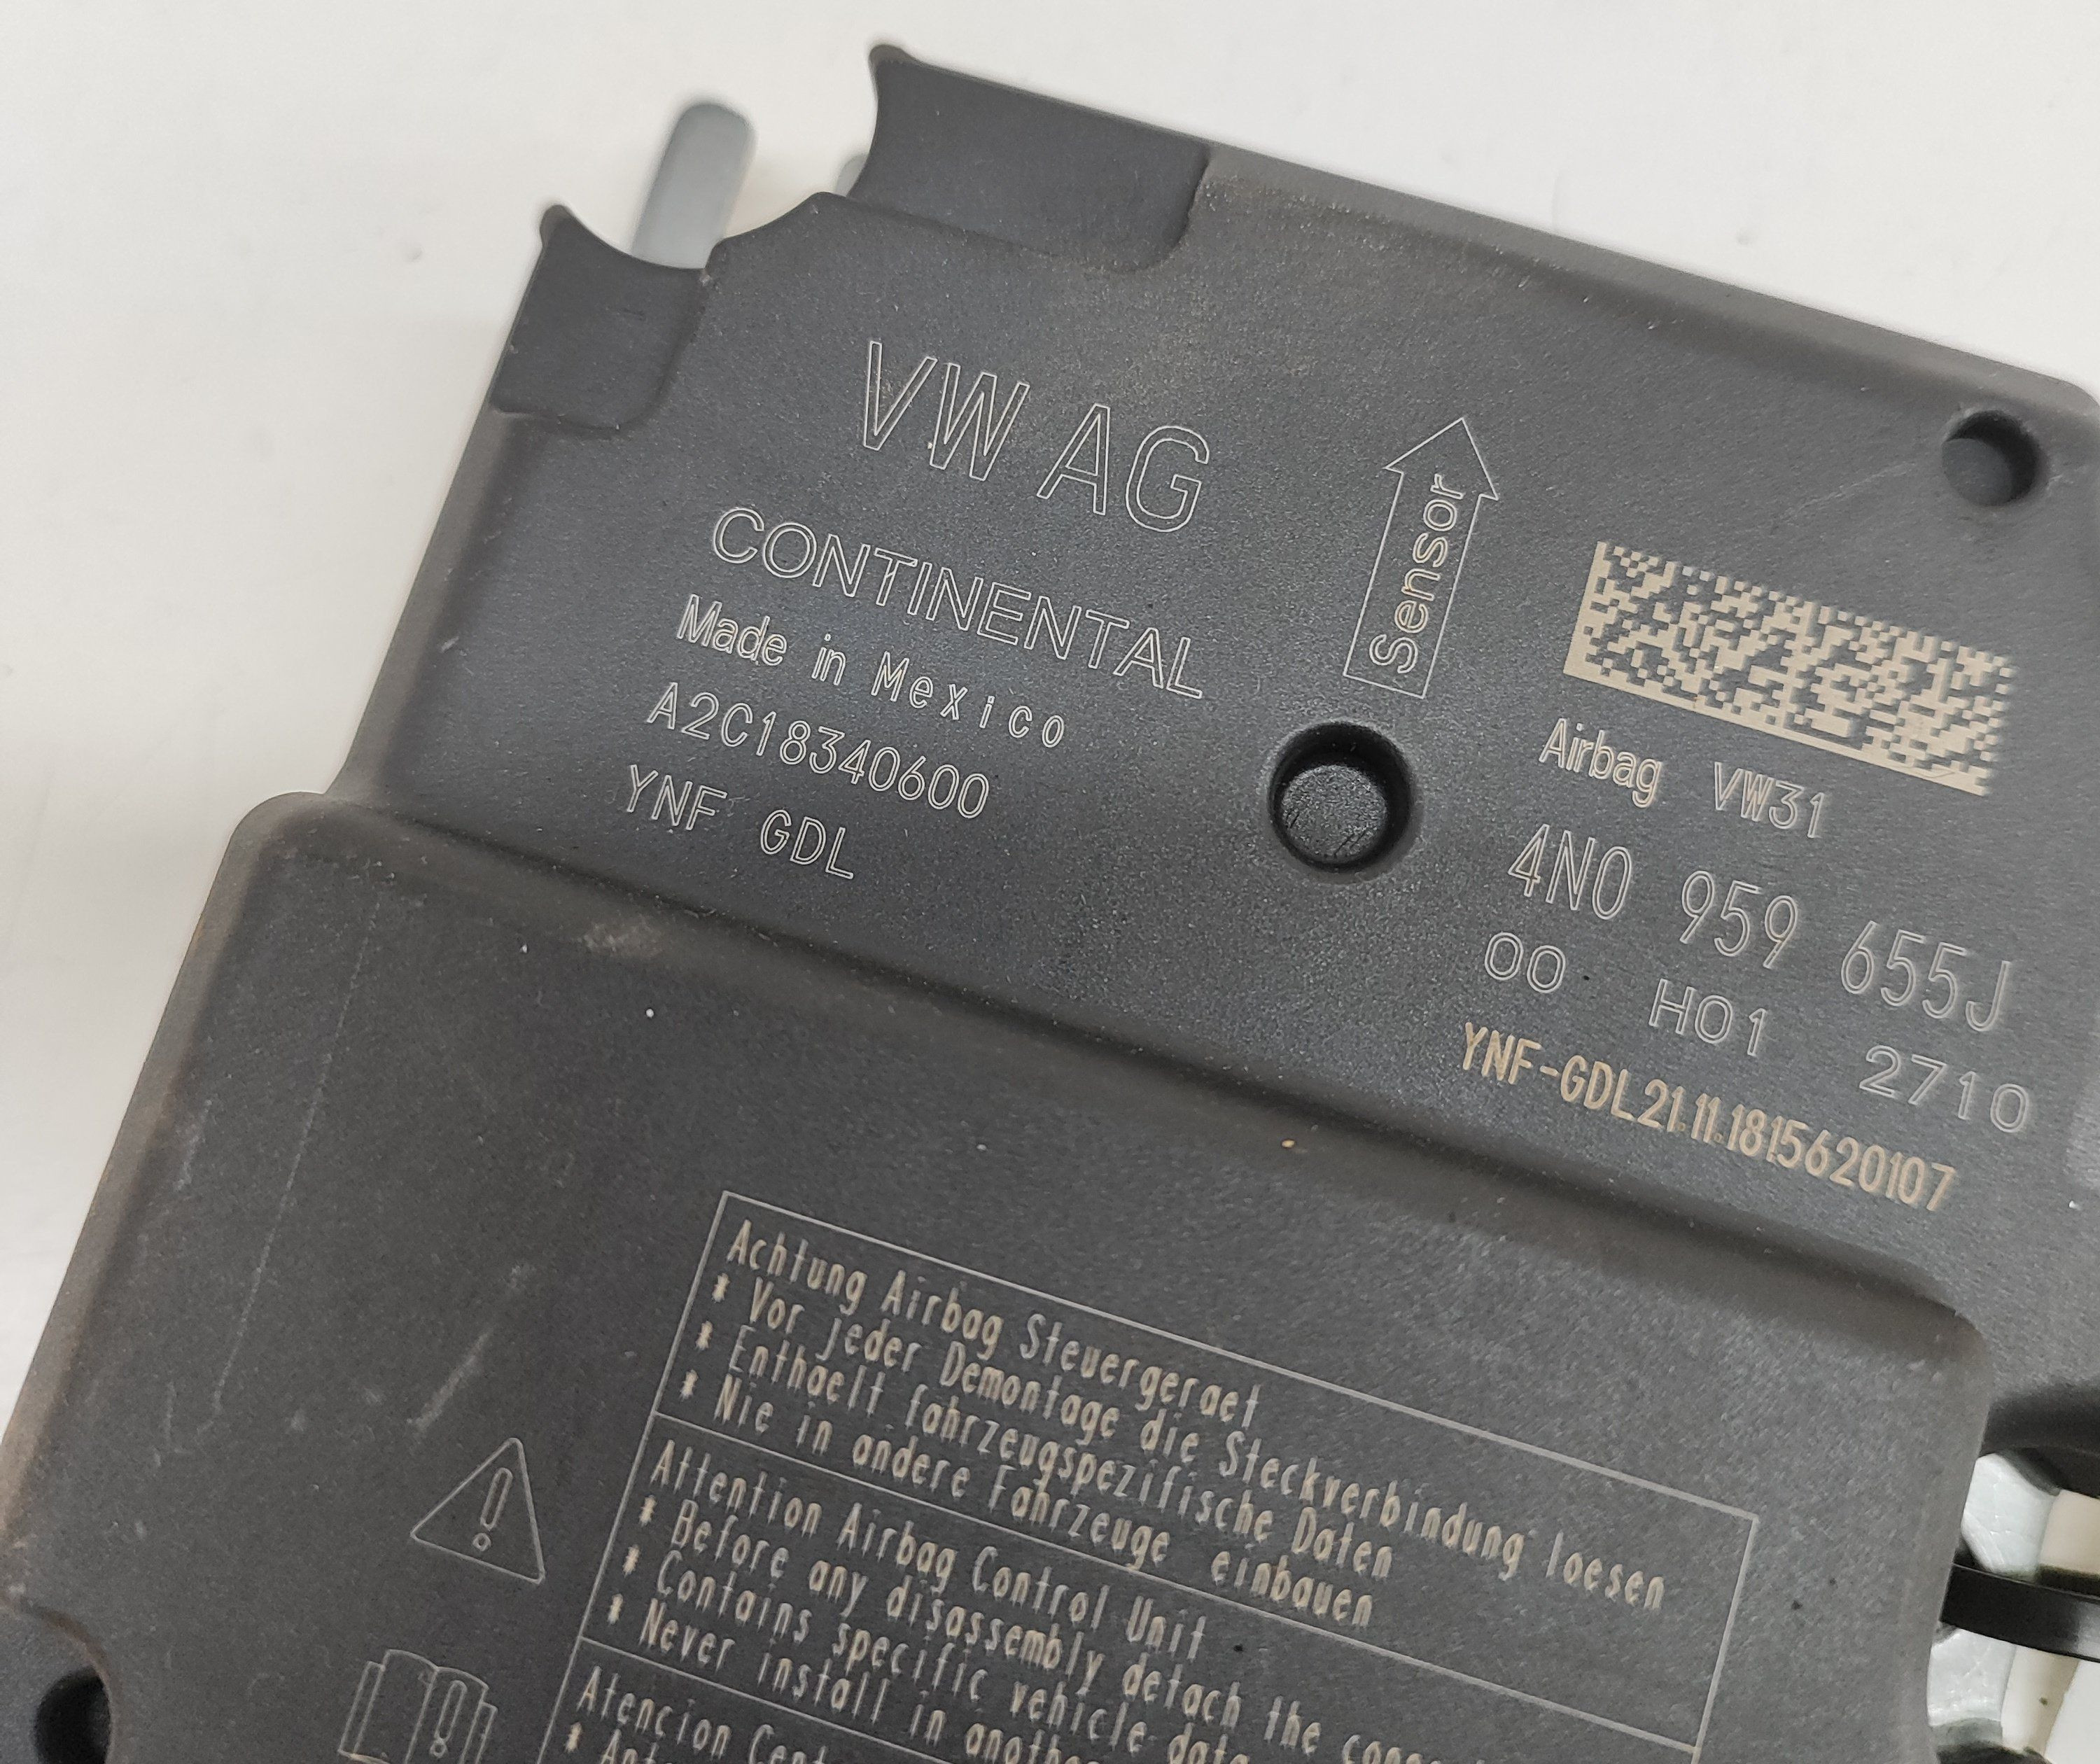 VW AG
CONTINENTAL
Made in Mexico
A2C18340600
YNF GDL
Sensor
Airbag VW31
4N0 959 655J
00 H01 2710
YNF-GDL21.11.1815620107
Achtung Airbag Steuergeraet
* Vor jeder Demontage die Steckverbindung loesen
* Enthaelt fahrzeugspezifische Daten
* Nie in andere Fahrzeuge einbauen
Attention Airbag Control Unit
* Before any disassembly detach the
* Contains specific vehicle data
* Never install in
Atencion